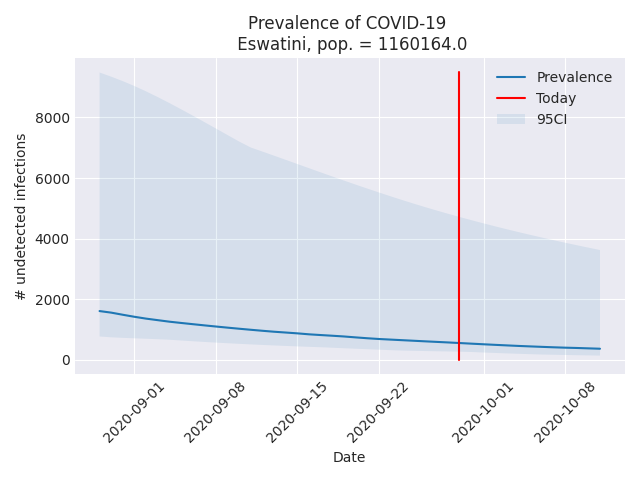 Prevalence of COVID-19
Eswatini, pop. = 1160164.0
Prevalence
Today
95CI
# undetected infections
8000
6000
4000
2000
0
2020-09-01
2020-09-08
2020-09-15
2020-09-22
2020-10-01
2020-10-08
Date